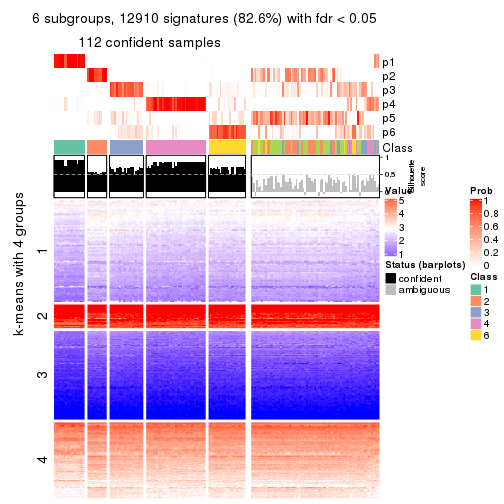 6 subgroups, 12910 signatures (82.6%) with fdr < 0.05
112 confident samples
p1
p2
p3
p4
p5
p6
Class
1
0.5
0
Silhouette
score
k-means with 4 groups
1
2
3
4
Value
5
4
3
2
1
Status (barplots)
confident
ambiguous
Prob
1
0.8
0.6
0.4
0.2
0
Class
1
2
3
4
6